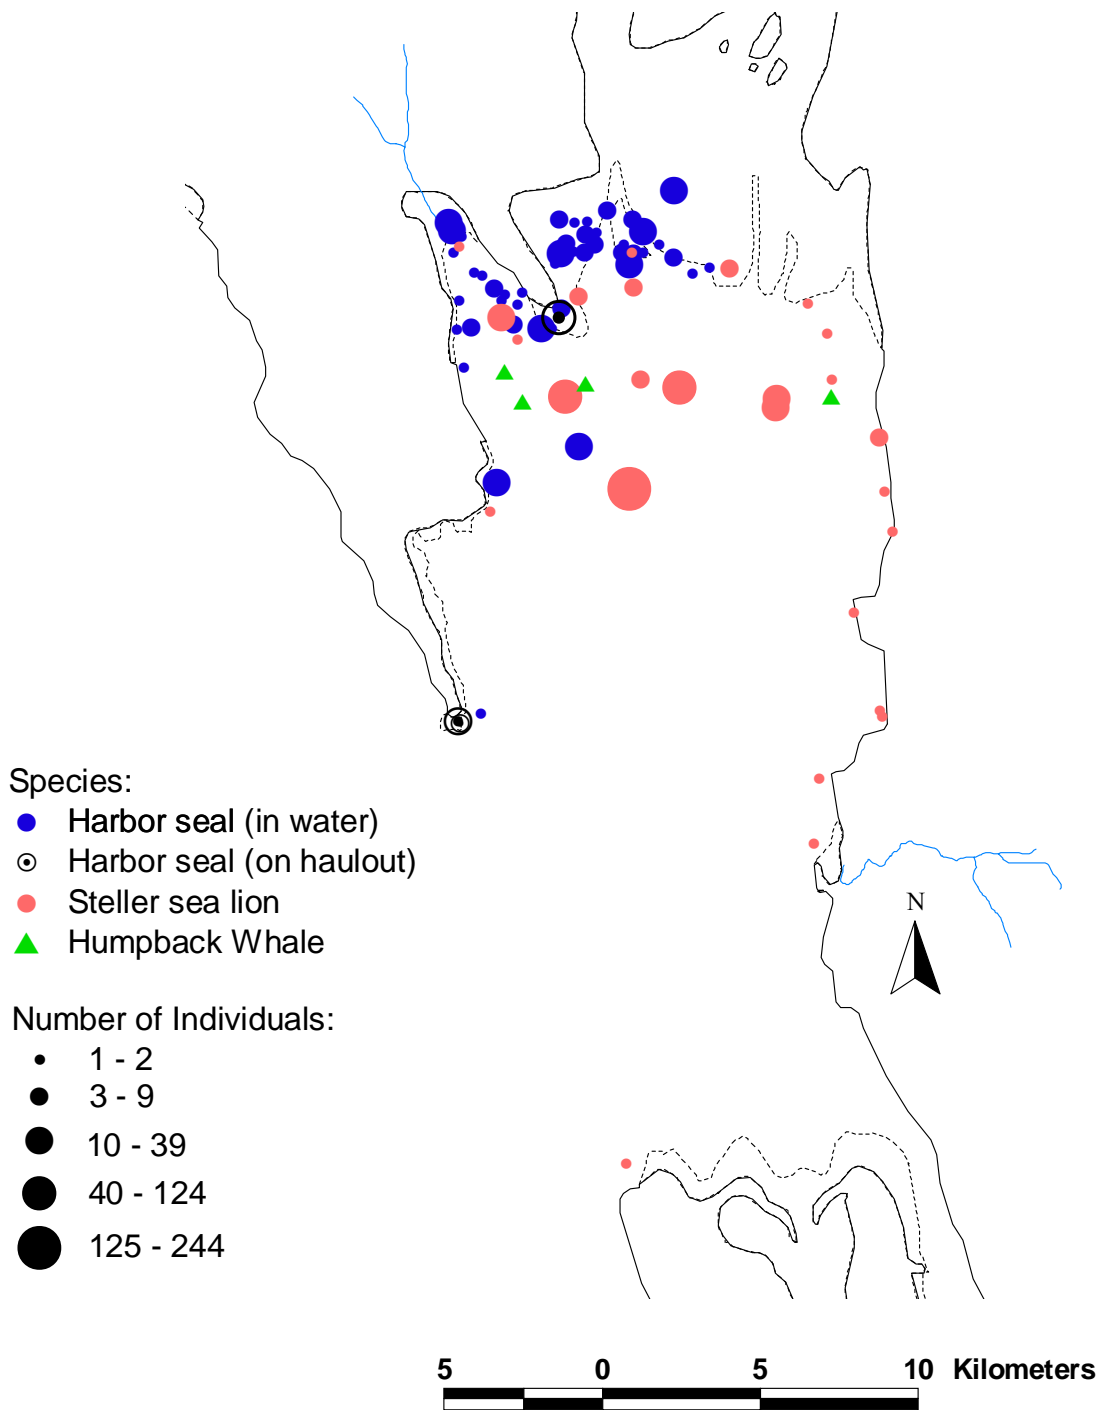 Species:
Harbor seal (in water)
Harbor seal (on haulout)
Steller sea lion
Humpback Whale
N
Number of Individuals:
1 - 2
3 - 9
10 - 39
40 - 124
125 - 244
5 0 5 10 Kilometers